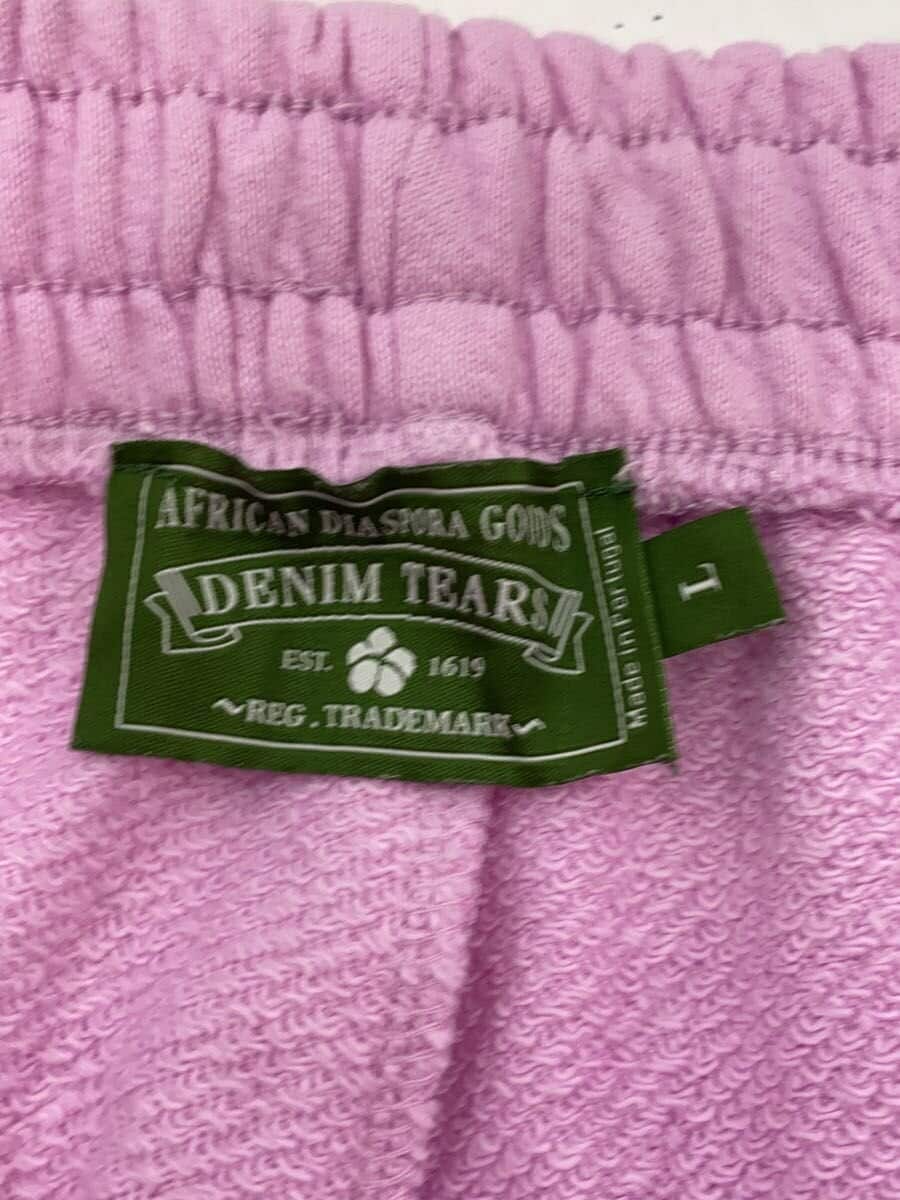 AFRICAN DIASPORA GOODS
DENIM TEARS
EST. 1619
~REG. TRADEMARK~
Made in Portugal
L